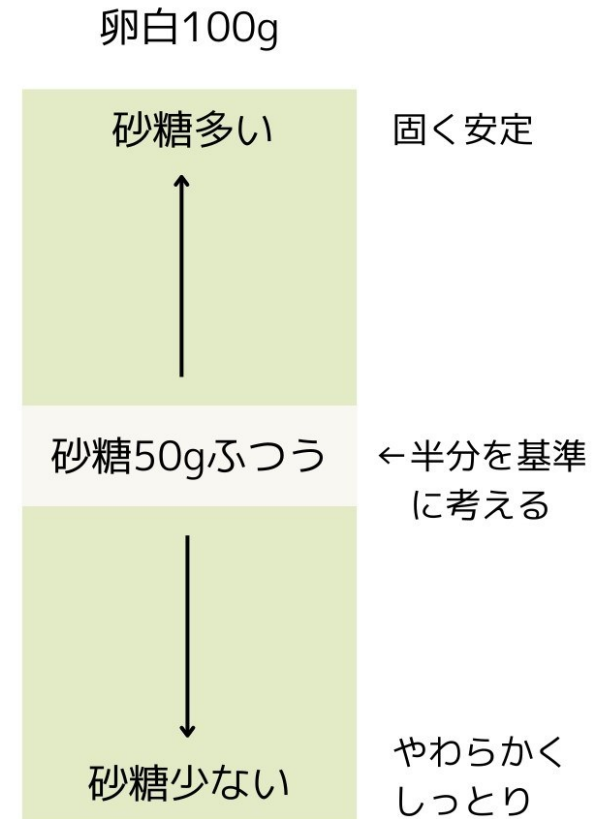 卵白100g
砂糖多い
固く安定
砂糖50gふつう
←半分を基準
に考える
砂糖少ない
やわらかく
しっとり